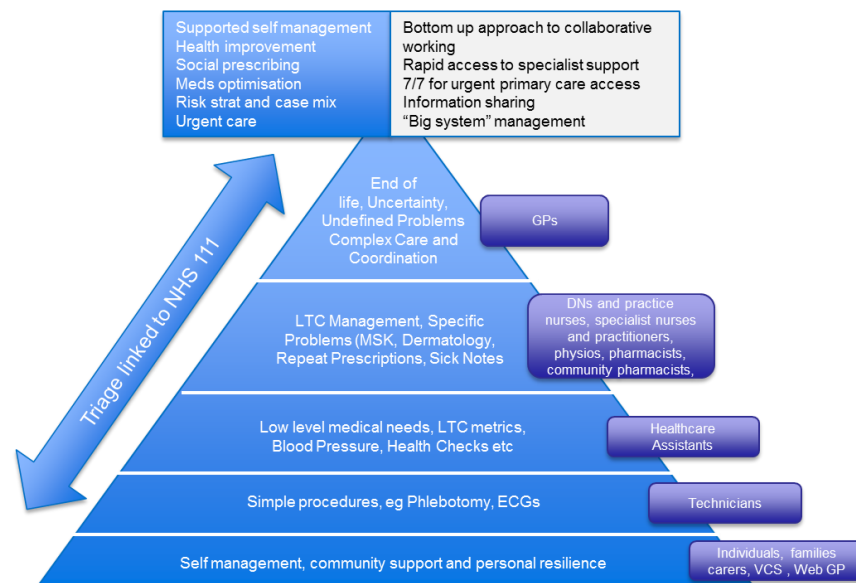 Supported self management
Health improvement
Social prescribing
Meds optimisation
Risk strat and case mix
Urgent care
Bottom up approach to collaborative
working
Rapid access to specialist support
7/7 for urgent primary care access
Information sharing
“Big system” management
Triage linked to NHS 111
End of
life, Uncertainty,
Undefined Problems
Complex Care and
Coordination
GPs
LTC Management, Specific
Problems (MSK, Dermatology,
Repeat Prescriptions, Sick Notes
DNs and practice
nurses, specialist nurses
and practitioners,
physios, pharmacists,
community pharmacists,
Low level medical needs, LTC metrics,
Blood Pressure, Health Checks etc
Healthcare
Assistants
Simple procedures, eg Phlebotomy, ECGs
Technicians
Self management, community support and personal resilience
Individuals, families
carers, VCS , Web GP